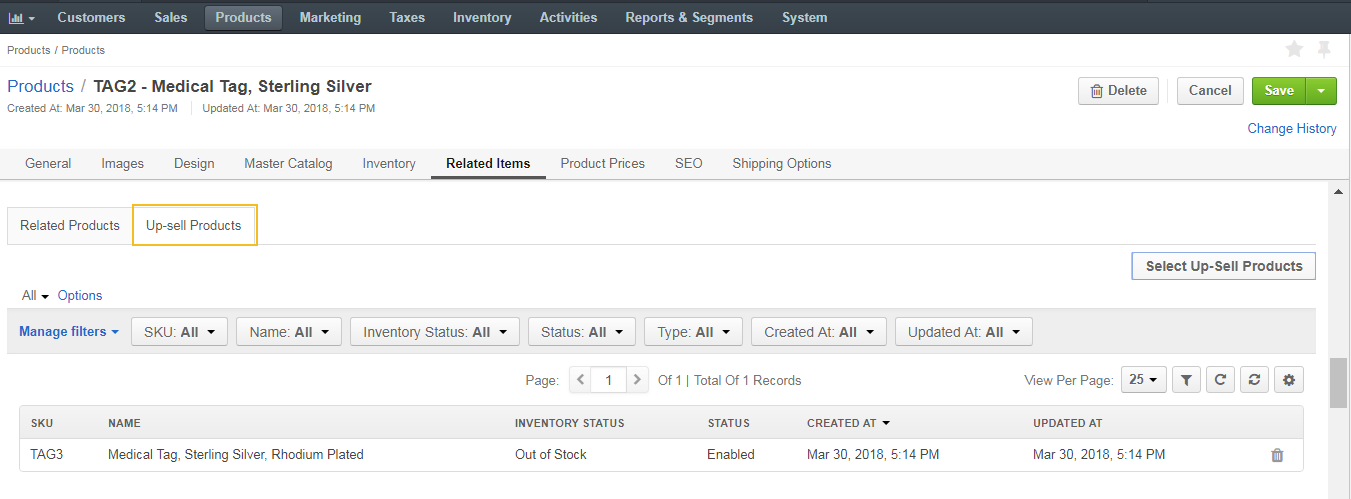 Customers Sales Products Marketing Taxes Inventory Activities Reports & Segments System
Products / Products
Products / TAG2 - Medical Tag, Sterling Silver
Delete Cancel Save
Created At: Mar 30, 2018, 5:14 PM Updated At: Mar 30, 2018, 5:14 PM
Change History
General Images Design Master Catalog Inventory Related Items Product Prices SEO Shipping Options
Related Products Up-sell Products
Select Up-Sell Products
All Options
Manage filters SKU: All Name: All Inventory Status: All Status: All Type: All Created At: All Updated At: All
Page: 1 Of 1 | Total Of 1 Records View Per Page: 25
SKU NAME INVENTORY STATUS STATUS CREATED AT UPDATED AT
TAG3 Medical Tag, Sterling Silver, Rhodium Plated Out of Stock Enabled Mar 30, 2018, 5:14 PM Mar 30, 2018, 5:14 PM